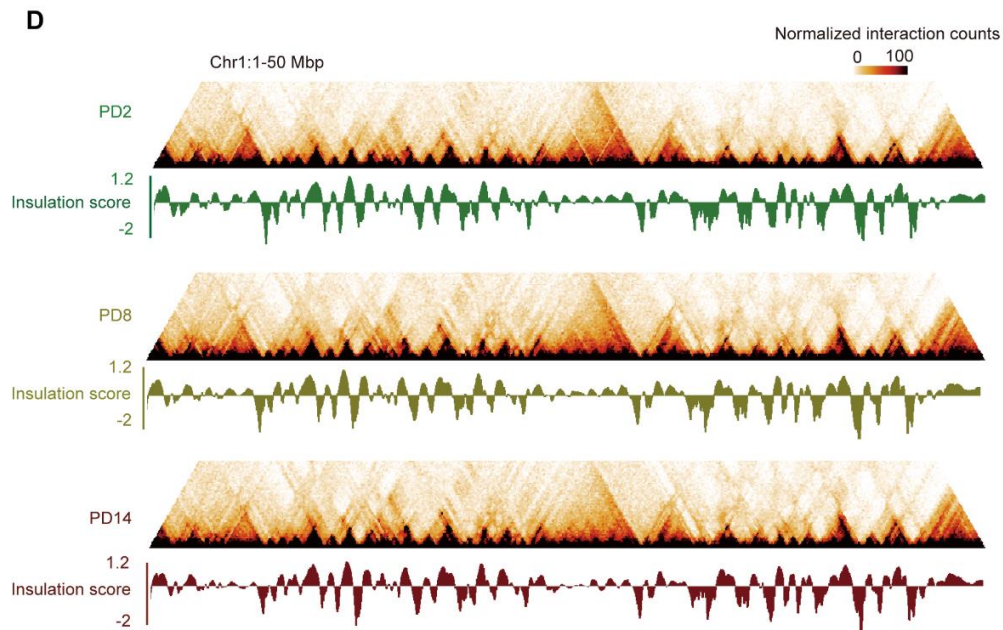 D
Normalized interaction counts
0 100
Chr1:1-50 Mbp
PD2
1.2
Insulation score
-2
PD8
1.2
Insulation score
-2
PD14
1.2
Insulation score
-2